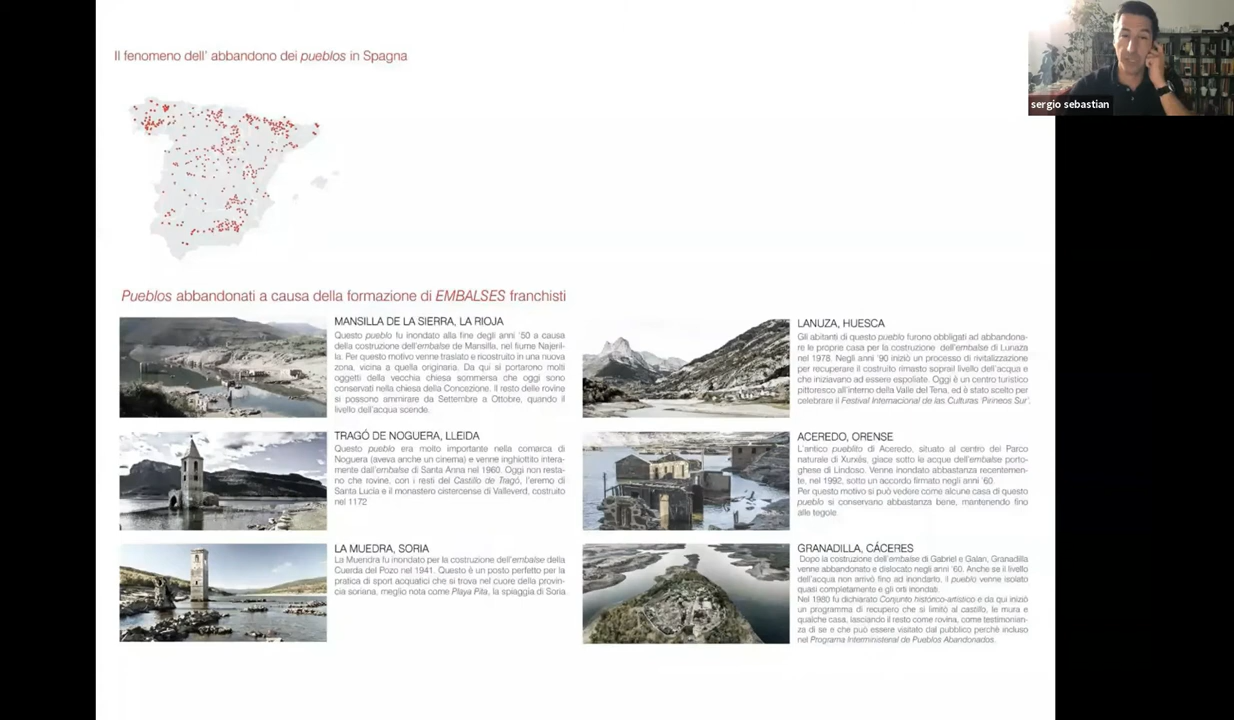 Il fenomeno dell' abbandono dei pueblos in Spagna
sergio sebastian
Pueblos abbandonati a causa della formazione di EMBALSES franchisti
MANSILLA DE LA SIERRA, LA RIOJA
Questo pueblo fu inondato alla fine degli anni '50 a causa
della costruzione dell'embalse de Mansilla, nel fiume Najeril-
la. Per questo motivo venne traslato e ricostruito in una nuova
zona, vicina a quella originaria. Da qui si portarono molti
oggetti della vecchia chiesa sommersa che oggi sono
conservati nella chiesa della Concezione. Il resto delle rovine
si possono ammirare da Settembre a Ottobre, quando il
livello dell'acqua scende.
TRAGÓ DE NOGUERA, LLEIDA
Questo pueblo era molto importante nella comarca di
Noguera (aveva anche un cinema) e venne inghiottito intera-
mente dall'embalse di Santa Anna nel 1960. Oggi non resta-
no che rovine, con i resti del Castillo de Tragó, l'eremo di
Santa Lucia e il monastero cistercense di Vallverd, costruito
nel 1172
LA MUEDRA, SORIA
La Muendra fu inondato per la costruzione dell'embalse della
Cuerda del Pozo nel 1941. Questo è un posto perfetto per la
pratica di sport acquatici che si trova nel cuore della provin-
cia soriana, meglio nota come Playa Pita, la spiaggia di Soria
LANUZA, HUESCA
Gli abitanti di questo pueblo furono obbligati ad abbandona-
re le proprie casa per la costruzione dell'embalse di Lunaza
nel 1978. Negli anni '90 iniziò un processo di rivitalizzazione
per recuperare il costruito rimasto soprail livello dell'acqua e
che iniziavano ad essere espoliate. Oggi é un centro turistico
pittoresco all'interno della Valle del Tena, ed è stato scelto per
celebrare il Festival Internacional de las Culturas 'Pirineos Sur'.
ACEREDO, ORENSE
L'antico pueblito di Aceredo, situato al centro del Parco
naturale di Xurxés, giace sotto le acque dell'embalse porto-
ghese di Lindoso. Venne inondato abbastanza recentemen-
te, nel 1992, sotto un accordo firmato negli anni '60.
Per questo motivo si può vedere come alcune casa di questo
pueblo si conservano abbastanza bene, mantenendo fino
alle tegole
GRANADILLA, CÁCERES
Dopo la costruzione dell'embalse di Gabriel e Galan, Granadilla
venne abbandonato e dislocato negli anni '60. Anche se il livello
dell'acqua non arrivó fino ad inondarlo, il pueblo venne isolato
quasi completamente e gli orti inondati.
Nel 1980 fu dichiarato Conjunto histórico-artistico e da qui iniziò
un programma di recupero che si limitó al castillo, le mura e
qualche casa, lasciando il resto come rovina, come testimonian-
za di se e che può essere visitato dal pubblico perchè incluso
nel Programa Interministerial de Pueblos Abandonados.